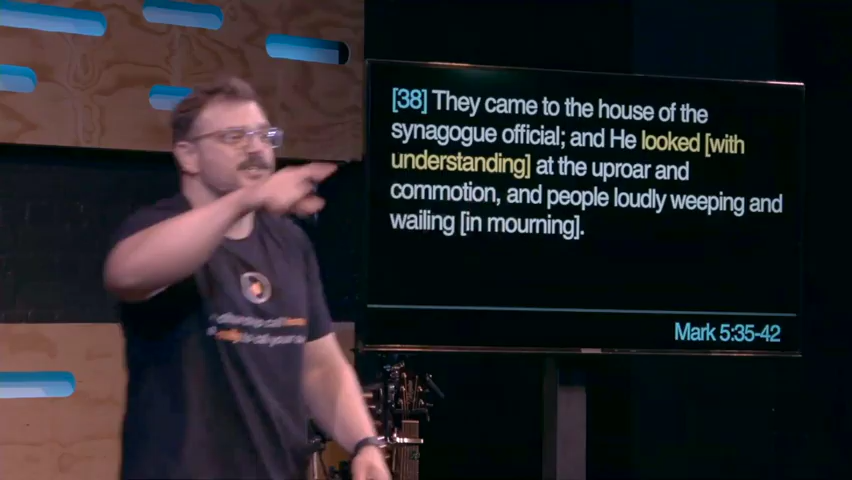 [38] They came to the house of the
synagogue official; and He looked [with
understanding] at the uproar and
commotion, and people loudly weeping and
wailing [in mourning].
Mark 5:35-42